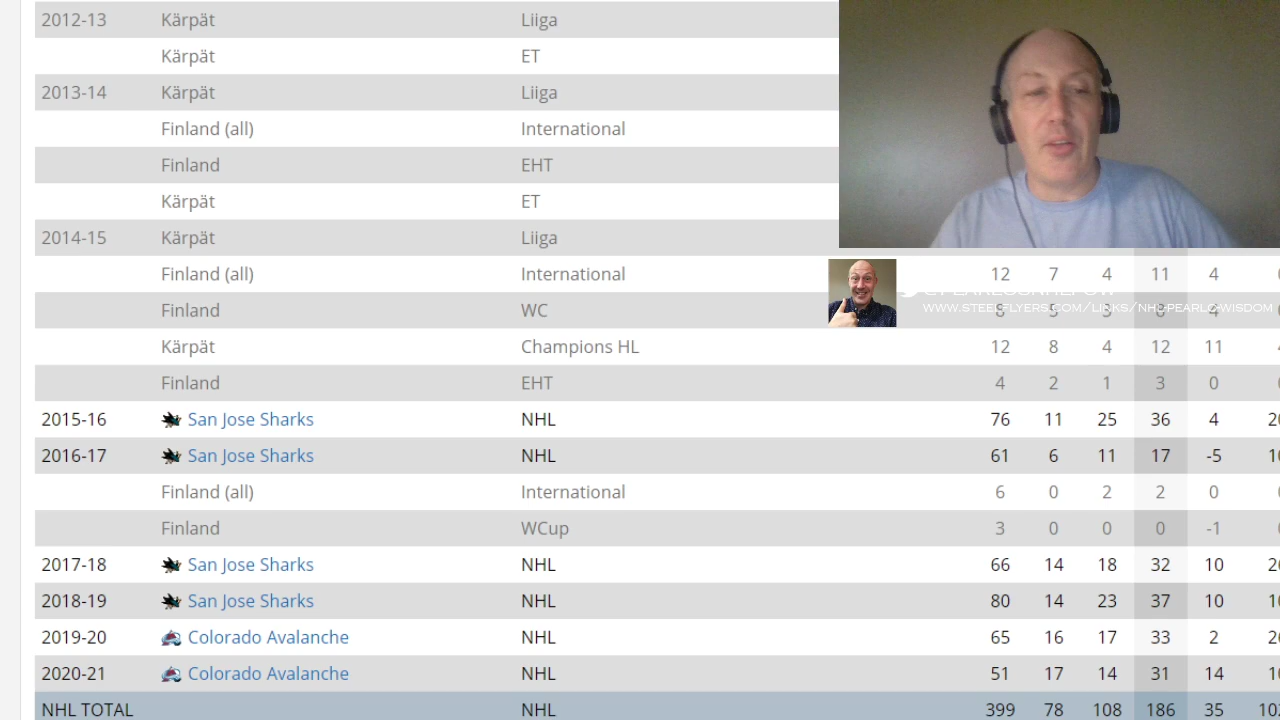 2012-13 Kärpät Liiga
Kärpät ET
2013-14 Kärpät Liiga
Finland (all) International
Finland EHT
Kärpät ET
2014-15 Kärpät Liiga
Finland (all) International 12 7 4 11 4
Finland WC 8
WWW.STEELFLYERS.COM/LINKS/NHL-PEARL-O-WISDOM
Kärpät Champions HL 12 8 4 12 11
Finland EHT 4 2 1 3 0
2015-16 San Jose Sharks NHL 76 11 25 36 4
2016-17 San Jose Sharks NHL 61 6 11 17 -5
Finland (all) International 6 0 2 2 0
Finland WCup 3 0 0 0 -1
2017-18 San Jose Sharks NHL 66 14 18 32 10
2018-19 San Jose Sharks NHL 80 14 23 37 10
2019-20 Colorado Avalanche NHL 65 16 17 33 2
2020-21 Colorado Avalanche NHL 51 17 14 31 14
NHL TOTAL NHL 399 78 108 186 35